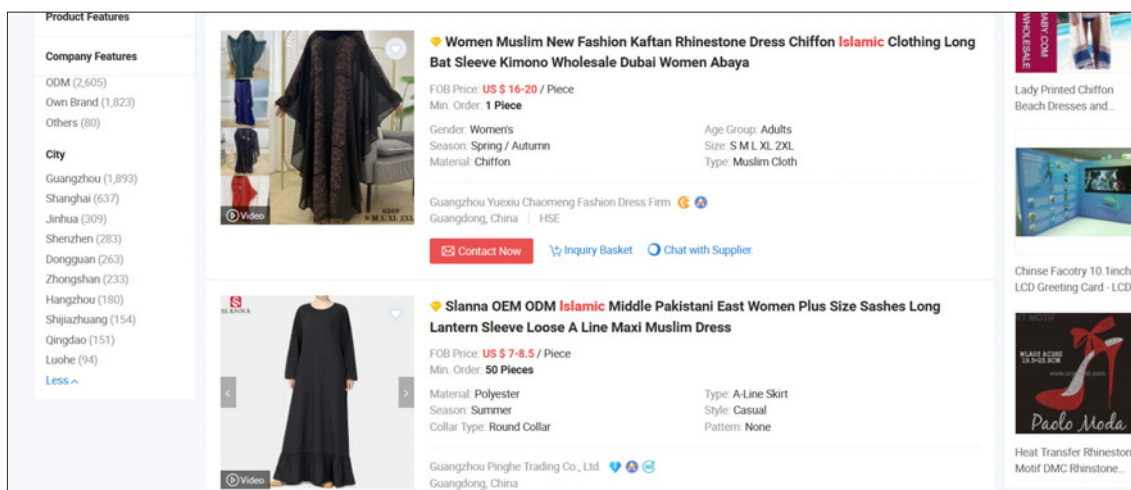 Product Features
Company Features
ODM (2,605)
Own Brand (1,823)
Others (80)
City
Guangzhou (1,893)
Shanghai (637)
Jinhua (309)
Shenzhen (283)
Dongguan (263)
Zhongshan (233)
Hangzhou (180)
Shijiazhuang (154)
Qingdao (151)
Luohe (94)
Less
6369
S M L XL 2XL
Video
Women Muslim New Fashion Kaftan Rhinestone Dress Chiffon Islamic Clothing Long
Bat Sleeve Kimono Wholesale Dubai Women Abaya
FOB Price: US $ 16-20 / Piece
Min. Order: 1 Piece
Gender: Women's
Age Group: Adults
Season: Spring / Autumn
Size: S M L XL 2XL
Material: Chiffon
Type: Muslim Cloth
Guangzhou Yuexiu Chaomeng Fashion Dress Firm
Guangdong, China | HSE
Contact Now
Inquiry Basket
Chat with Supplier.
SLANNA
Video
Slanna OEM ODM Islamic Middle Pakistani East Women Plus Size Sashes Long
Lantern Sleeve Loose A Line Maxi Muslim Dress
FOB Price: US $ 7-8.5 / Piece
Min. Order: 50 Pieces
Material: Polyester
Type: A-Line Skirt
Season: Summer
Style: Casual
Collar Type: Round Collar
Pattern: None
Guangzhou Pinghe Trading Co., Ltd.
Guangdong, China
BABY.COM
WHOLESALE
Lady Printed Chiffon
Beach Dresses and...
Chinse Facotry 10.1inch
LCD Greeting Card - LCD
Paolo Moda
Heat Transfer Rhineston
Motif DMC Rhinstone...